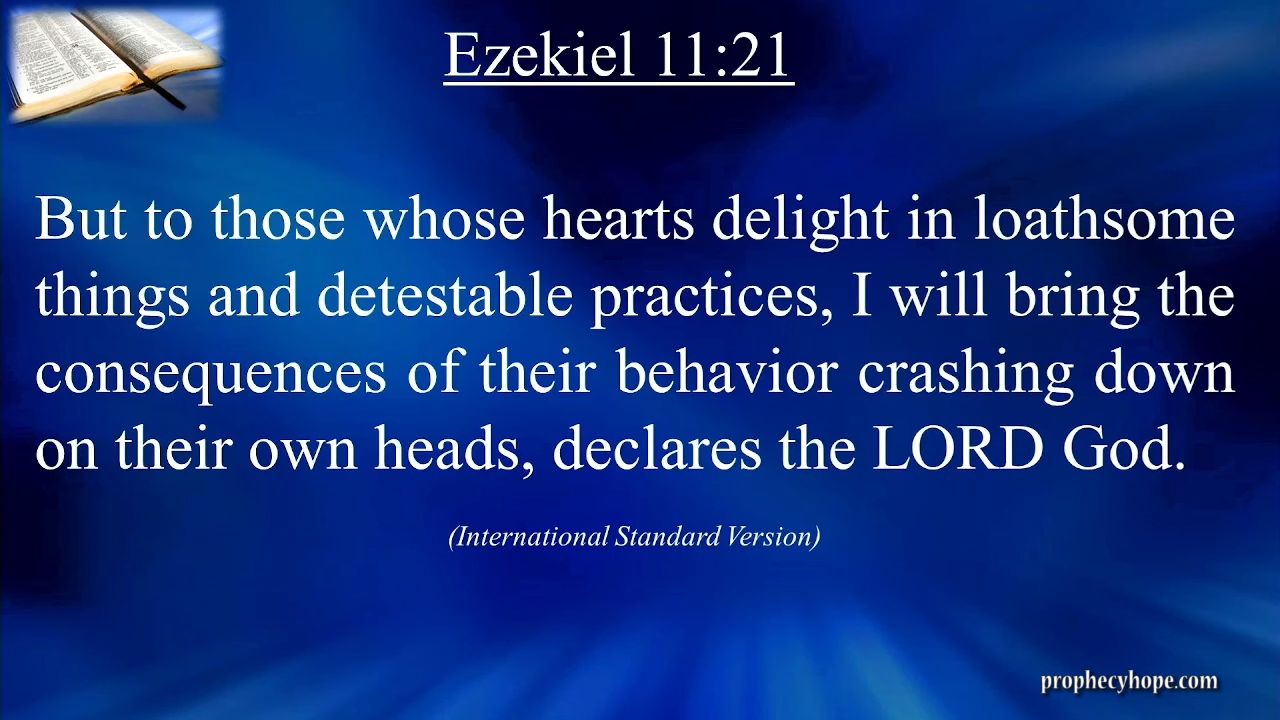 Ezekiel 11:21
But to those whose hearts delight in loathsome
things and detestable practices, I will bring the
consequences of their behavior crashing down
on their own heads, declares the LORD God.
(International Standard Version)
prophecyhope.com